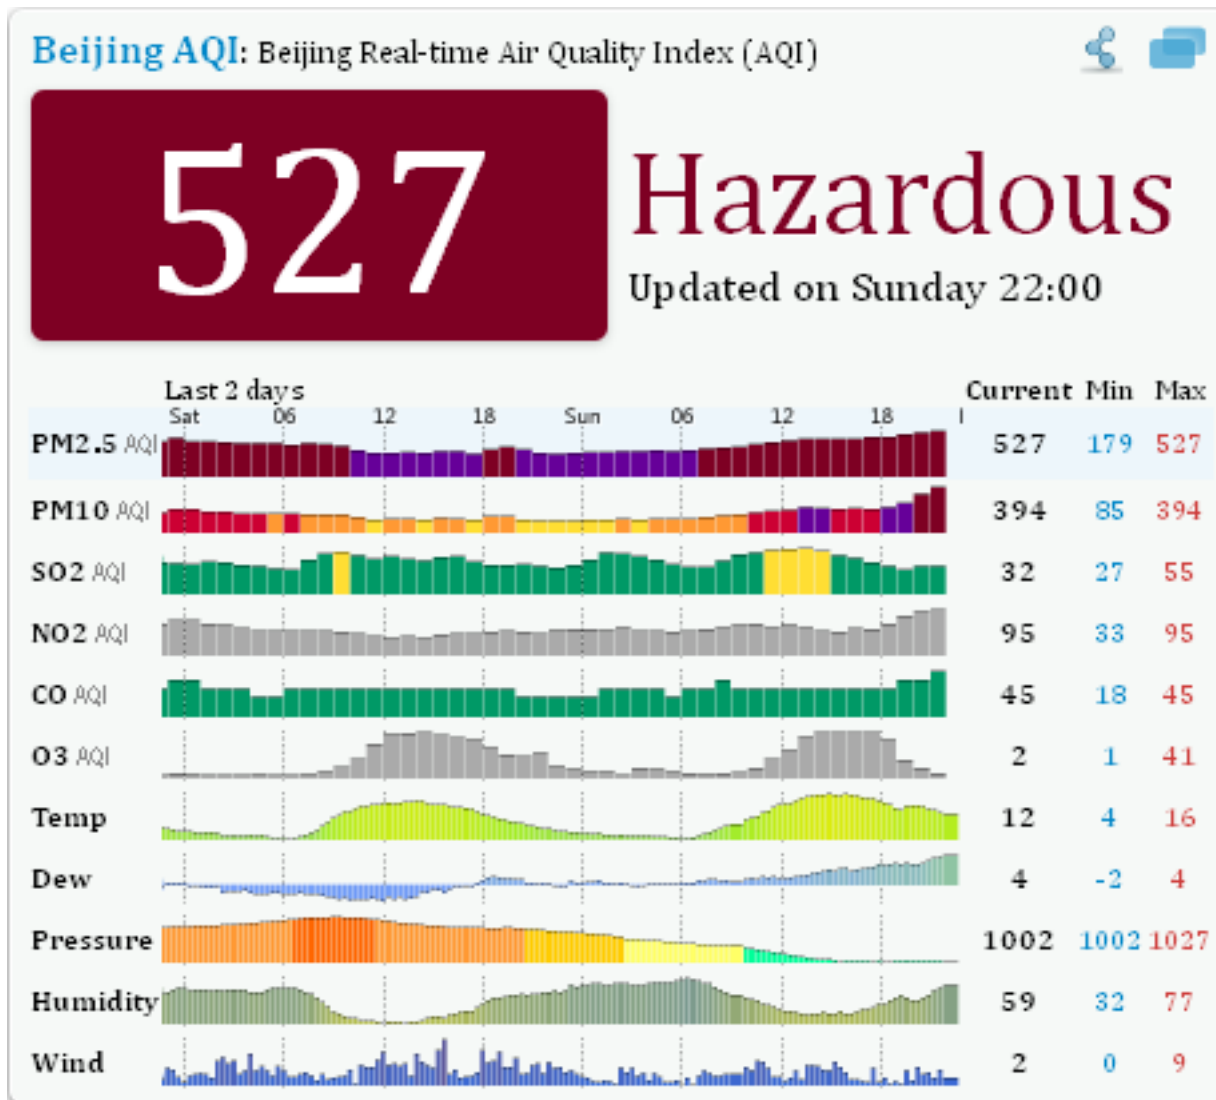 Beijing AQI: Beijing Real-time Air Quality Index (AQI)
527
Hazardous
Updated on Sunday 22:00
Last 2 days
Current Min Max
Sat 06 12 18 Sun 06 12 18
PM2.5 AQI 527 179 527
PM10 AQI 394 85 394
SO2 AQI 32 27 55
NO2 AQI 95 33 95
CO AQI 45 18 45
O3 AQI 2 1 41
Temp 12 4 16
Dew 4 -2 4
Pressure 1002 1002 1027
Humidity 59 32 77
Wind 2 0 9